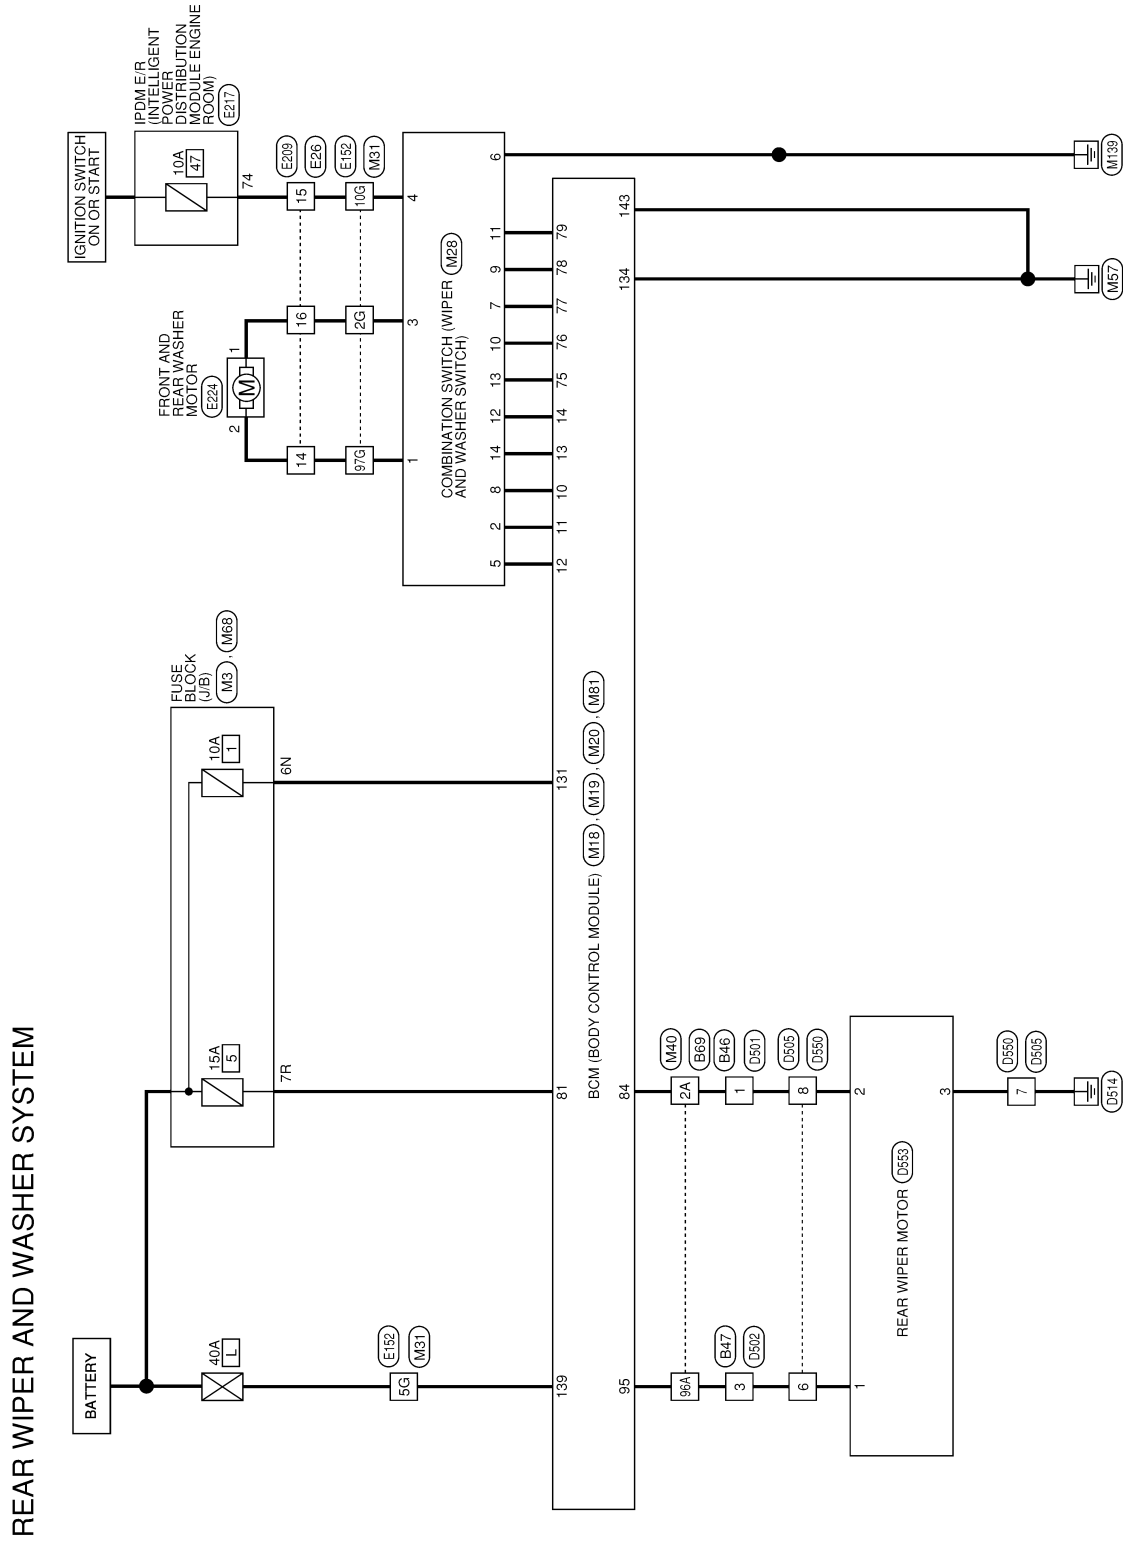 REAR WIPER AND WASHER SYSTEM
BATTERY
IGNITION SWITCH
ON OR START
IPDM E/R
(INTELLIGENT
POWER
DISTRIBUTION
MODULE ENGINE
ROOM)
E217
10A
47
74
FUSE
BLOCK
(J/B)
M3 , M68
40A
L
15A
5
7R
10A
1
6N
FRONT AND
REAR WASHER
MOTOR
E224
2
M
1
14
16
15
E209
E26
97G
2G
10G
E152
M31
5G
E152
M31
1
3
4
COMBINATION SWITCH (WIPER
AND WASHER SWITCH)
M28
5
2
8
14
12
13
10
7
9
11
6
139
81
131
12
11
10
13
14
75
76
77
78
79
BCM (BODY CONTROL MODULE)
M18 , M19 , M20 , M81
95
84
134
143
96A
2A
M40
B69
3
B47
D502
1
B46
D501
6
8
D505
D550
1
2
REAR WIPER MOTOR
D553
3
7
D550
D505
D514
M57
M139